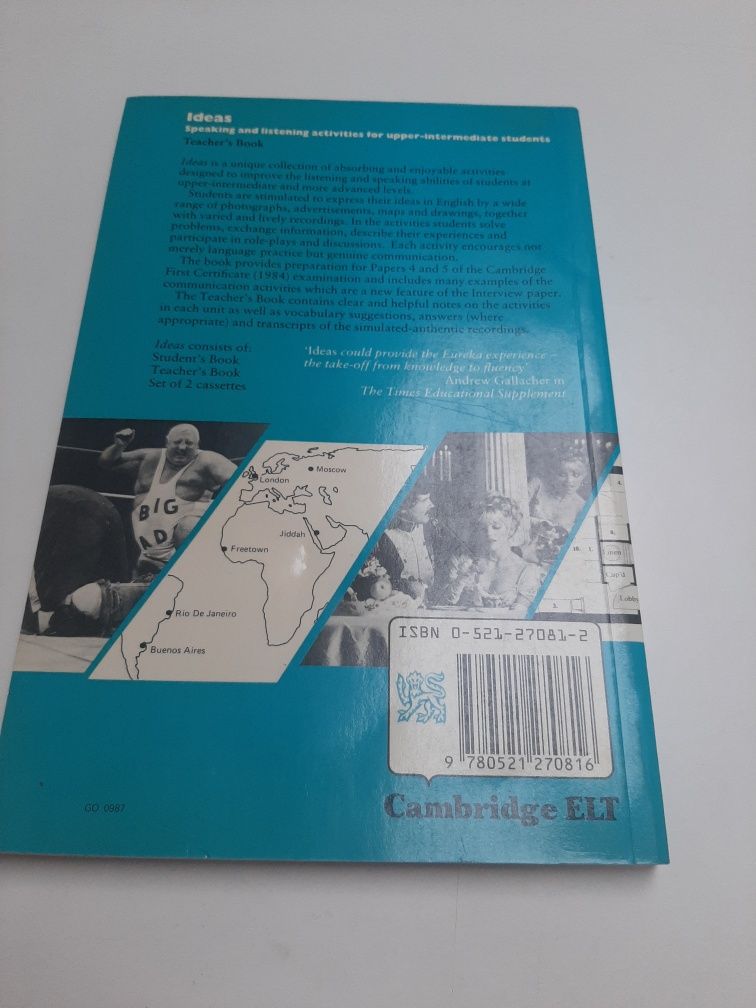 Ideas
Speaking and listening activities for upper-intermediate students
Teacher's Book
Ideas is a unique collection of absorbing and enjoyable activities
designed to improve the listening and speaking abilities of students at
upper-intermediate and more advanced levels.
Students are stimulated to express their ideas in English by a wide
range of photographs, advertisements, maps and drawings, together
with varied and lively recordings. In the activities students solve
problems, exchange information, describe their experiences and
participate in role-plays and discussions. Each activity encourages not
merely language practice but genuine communication.
The book provides preparation for Papers 4 and 5 of the Cambridge
First Certificate (1984) examination and includes many examples of the
communication activities which are a new feature of the Interview paper.
The Teacher's Book contains clear and helpful notes on the activities
in each unit as well as vocabulary suggestions, answers (where
appropriate) and transcripts of the simulated-authentic recordings.
Ideas consists of:
Student's Book
Teacher's Book
Set of 2 cassettes
'Ideas could provide the Eureka experience –
the take-off from knowledge to fluency'
Andrew Gallacher in
The Times Educational Supplement
BIG
Moscow
London
Jiddah
Freetown
Rio De Janeiro
Buenos Aires
Linen
Cup'd
Lobby
ISBN 0-521-27081-2
9 780521 270816
Cambridge ELT
GO 0987